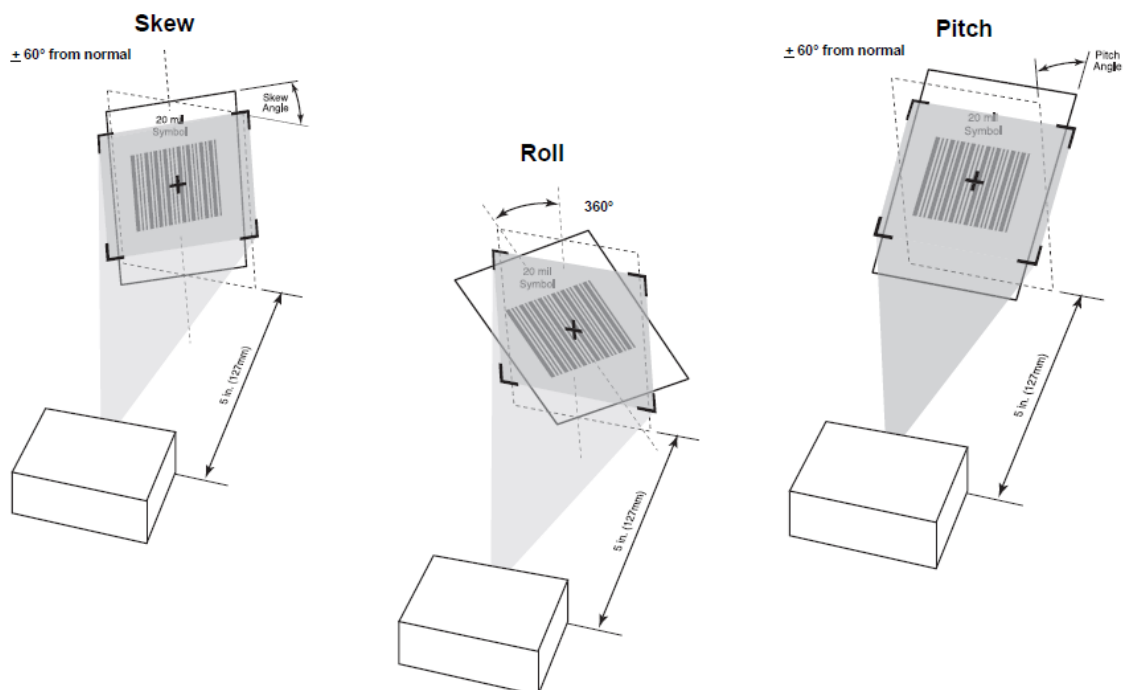 Skew
± 60° from normal
Skew
Angle
20 mil
Symbol
5 in. (127mm)
Roll
360°
20 mil
Symbol
5 in. (127mm)
Pitch
± 60° from normal
Pitch
Angle
20 mil
Symbol
5 in. (127mm)